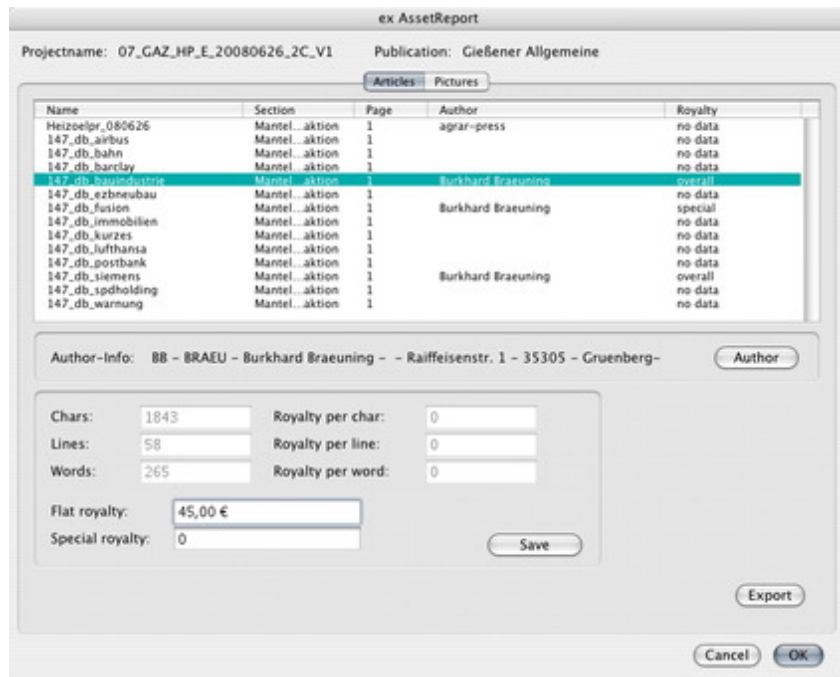 ex AssetReport
Projectname: 07_GAZ_HP_E_20080626_2C_V1 Publication: Gießener Allgemeine
Articles Pictures
Name Section Page Author Royalty
Heizoelpr_080626 Mantel...aktion 1 agrar-press no data
147_db_airbus Mantel...aktion 1 no data
147_db_bahn Mantel...aktion 1 no data
147_db_barclay Mantel...aktion 1 no data
147_db_bauindustrie Mantel...aktion 1 Burkhard Braeuning overall
147_db_ezbneubau Mantel...aktion 1 no data
147_db_fusion Mantel...aktion 1 Burkhard Braeuning special
147_db_immobilien Mantel...aktion 1 no data
147_db_kurzes Mantel...aktion 1 no data
147_db_lufthansa Mantel...aktion 1 no data
147_db_postbank Mantel...aktion 1 no data
147_db_siemens Mantel...aktion 1 Burkhard Braeuning overall
147_db_spdholding Mantel...aktion 1 no data
147_db_warnung Mantel...aktion 1 no data
Author-Info: BB - BRAEU - Burkhard Braeuning - - Raiffeisenstr. 1 - 35305 - Gruenberg- Author
Chars: 1843 Royalty per char: 0
Lines: 58 Royalty per line: 0
Words: 265 Royalty per word: 0
Flat royalty: 45,00 €
Special royalty: 0
Save
Export
Cancel OK